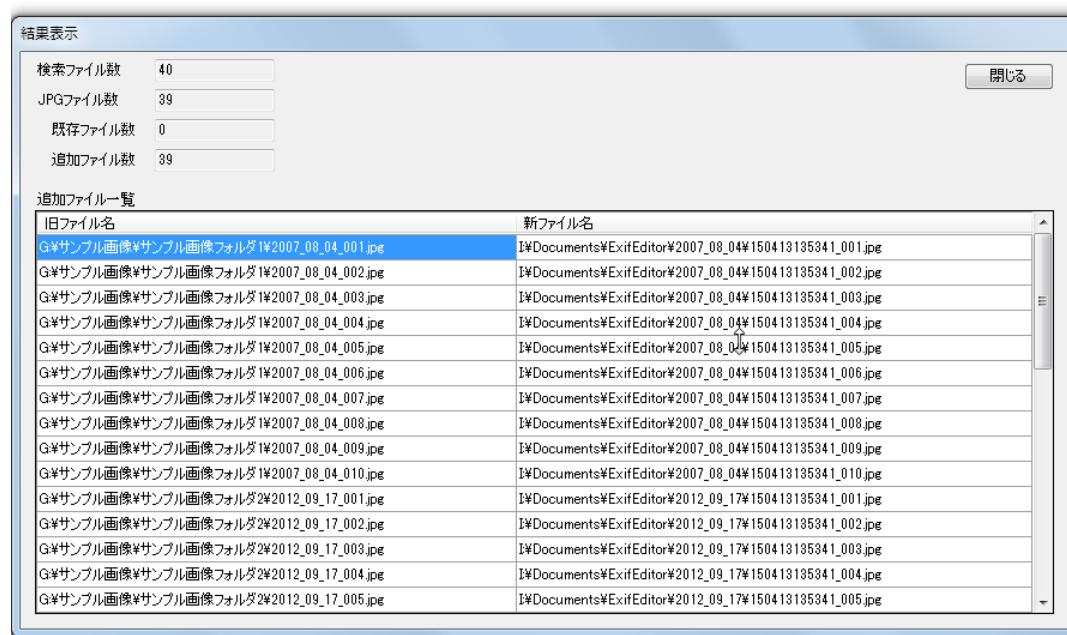 結果表示
検索ファイル数 40
閉じる
JPGファイル数 39
既存ファイル数 0
追加ファイル数 39
追加ファイル一覧
旧ファイル名 新ファイル名
G:¥サンプル画像¥サンプル画像フォルダ1¥2007_08_04_001.jpg I:¥Documents¥ExifEditor¥2007_08_04¥150413135341_001.jpg
G:¥サンプル画像¥サンプル画像フォルダ1¥2007_08_04_002.jpg I:¥Documents¥ExifEditor¥2007_08_04¥150413135341_002.jpg
G:¥サンプル画像¥サンプル画像フォルダ1¥2007_08_04_003.jpg I:¥Documents¥ExifEditor¥2007_08_04¥150413135341_003.jpg
G:¥サンプル画像¥サンプル画像フォルダ1¥2007_08_04_004.jpg I:¥Documents¥ExifEditor¥2007_08_04¥150413135341_004.jpg
G:¥サンプル画像¥サンプル画像フォルダ1¥2007_08_04_005.jpg I:¥Documents¥ExifEditor¥2007_08_04¥150413135341_005.jpg
G:¥サンプル画像¥サンプル画像フォルダ1¥2007_08_04_006.jpg I:¥Documents¥ExifEditor¥2007_08_04¥150413135341_006.jpg
G:¥サンプル画像¥サンプル画像フォルダ1¥2007_08_04_007.jpg I:¥Documents¥ExifEditor¥2007_08_04¥150413135341_007.jpg
G:¥サンプル画像¥サンプル画像フォルダ1¥2007_08_04_008.jpg I:¥Documents¥ExifEditor¥2007_08_04¥150413135341_008.jpg
G:¥サンプル画像¥サンプル画像フォルダ1¥2007_08_04_009.jpg I:¥Documents¥ExifEditor¥2007_08_04¥150413135341_009.jpg
G:¥サンプル画像¥サンプル画像フォルダ1¥2007_08_04_010.jpg I:¥Documents¥ExifEditor¥2007_08_04¥150413135341_010.jpg
G:¥サンプル画像¥サンプル画像フォルダ2¥2012_09_17_001.jpg I:¥Documents¥ExifEditor¥2012_09_17¥150413135341_001.jpg
G:¥サンプル画像¥サンプル画像フォルダ2¥2012_09_17_002.jpg I:¥Documents¥ExifEditor¥2012_09_17¥150413135341_002.jpg
G:¥サンプル画像¥サンプル画像フォルダ2¥2012_09_17_003.jpg I:¥Documents¥ExifEditor¥2012_09_17¥150413135341_003.jpg
G:¥サンプル画像¥サンプル画像フォルダ2¥2012_09_17_004.jpg I:¥Documents¥ExifEditor¥2012_09_17¥150413135341_004.jpg
G:¥サンプル画像¥サンプル画像フォルダ2¥2012_09_17_005.jpg I:¥Documents¥ExifEditor¥2012_09_17¥150413135341_005.jpg